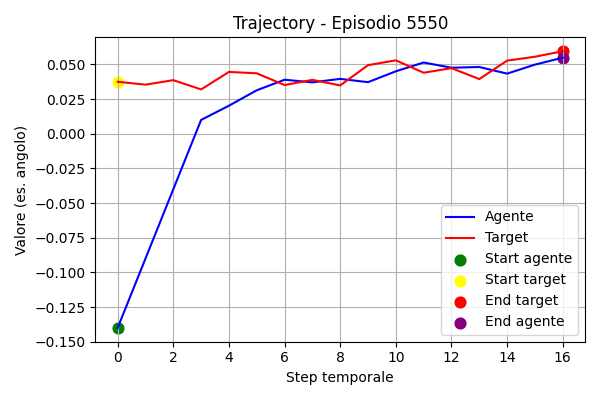 Trajectory - Episodio 5550
Valore (es. angolo)
0.050
0.025
0.000
−0.025
−0.050
−0.075
−0.100
−0.125
−0.150
Agente
Target
Start agente
Start target
End target
End agente
0 2 4 6 8 10 12 14 16
Step temporale